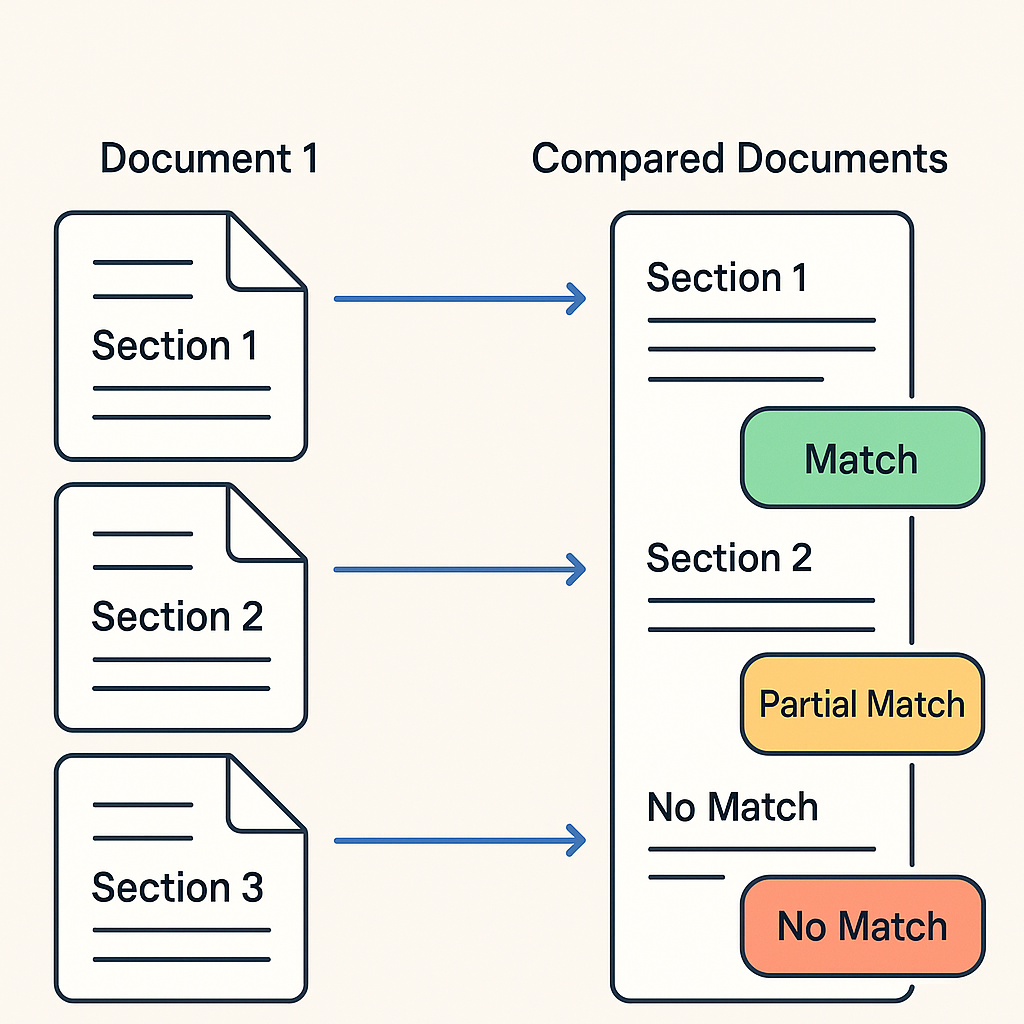 Document 1
Section 1
Section 2
Section 3
Compared Documents
Section 1
Match
Section 2
Partial Match
No Match
No Match